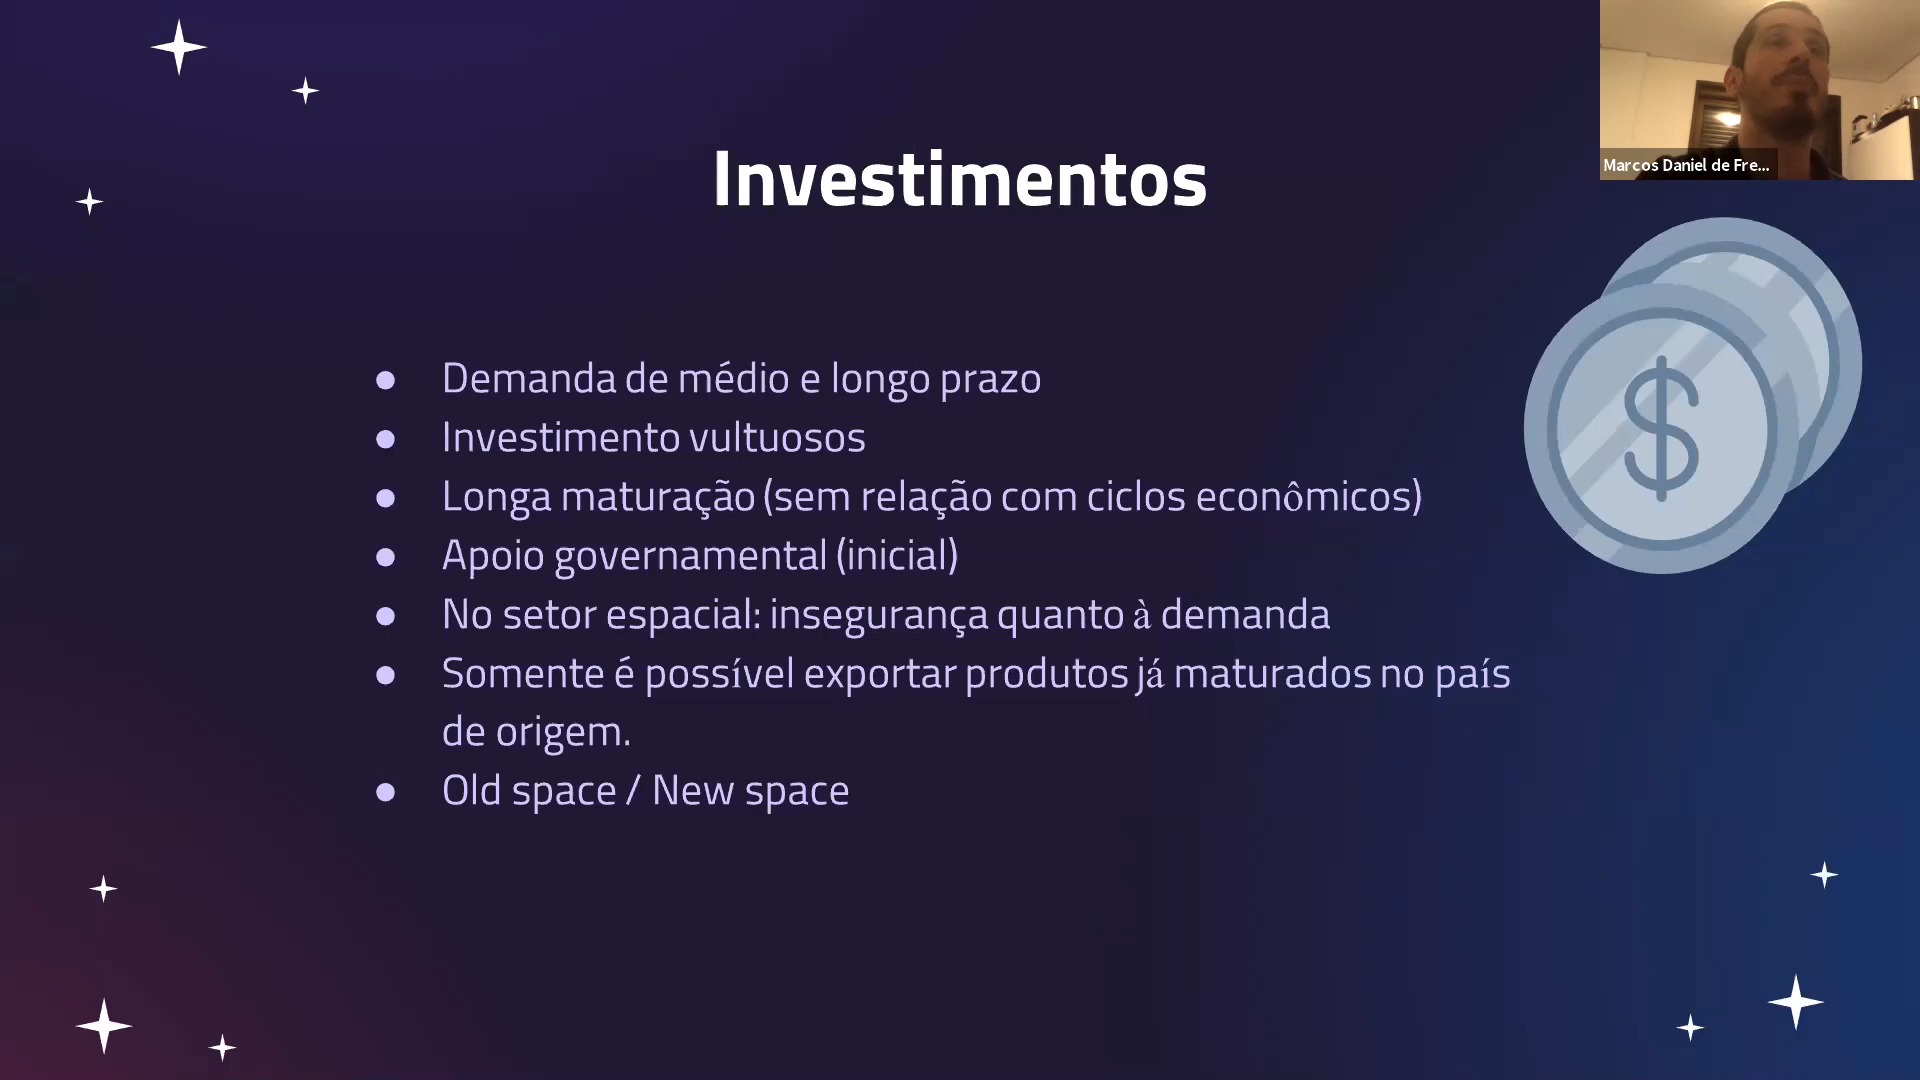 Investimentos
Marcos Daniel de Fre...
● Demanda de médio e longo prazo
● Investimento vultuosos
● Longa maturação (sem relação com ciclos econômicos)
● Apoio governamental (inicial)
● No setor espacial: insegurança quanto à demanda
● Somente é possível exportar produtos já maturados no país
de origem.
● Old space / New space
$